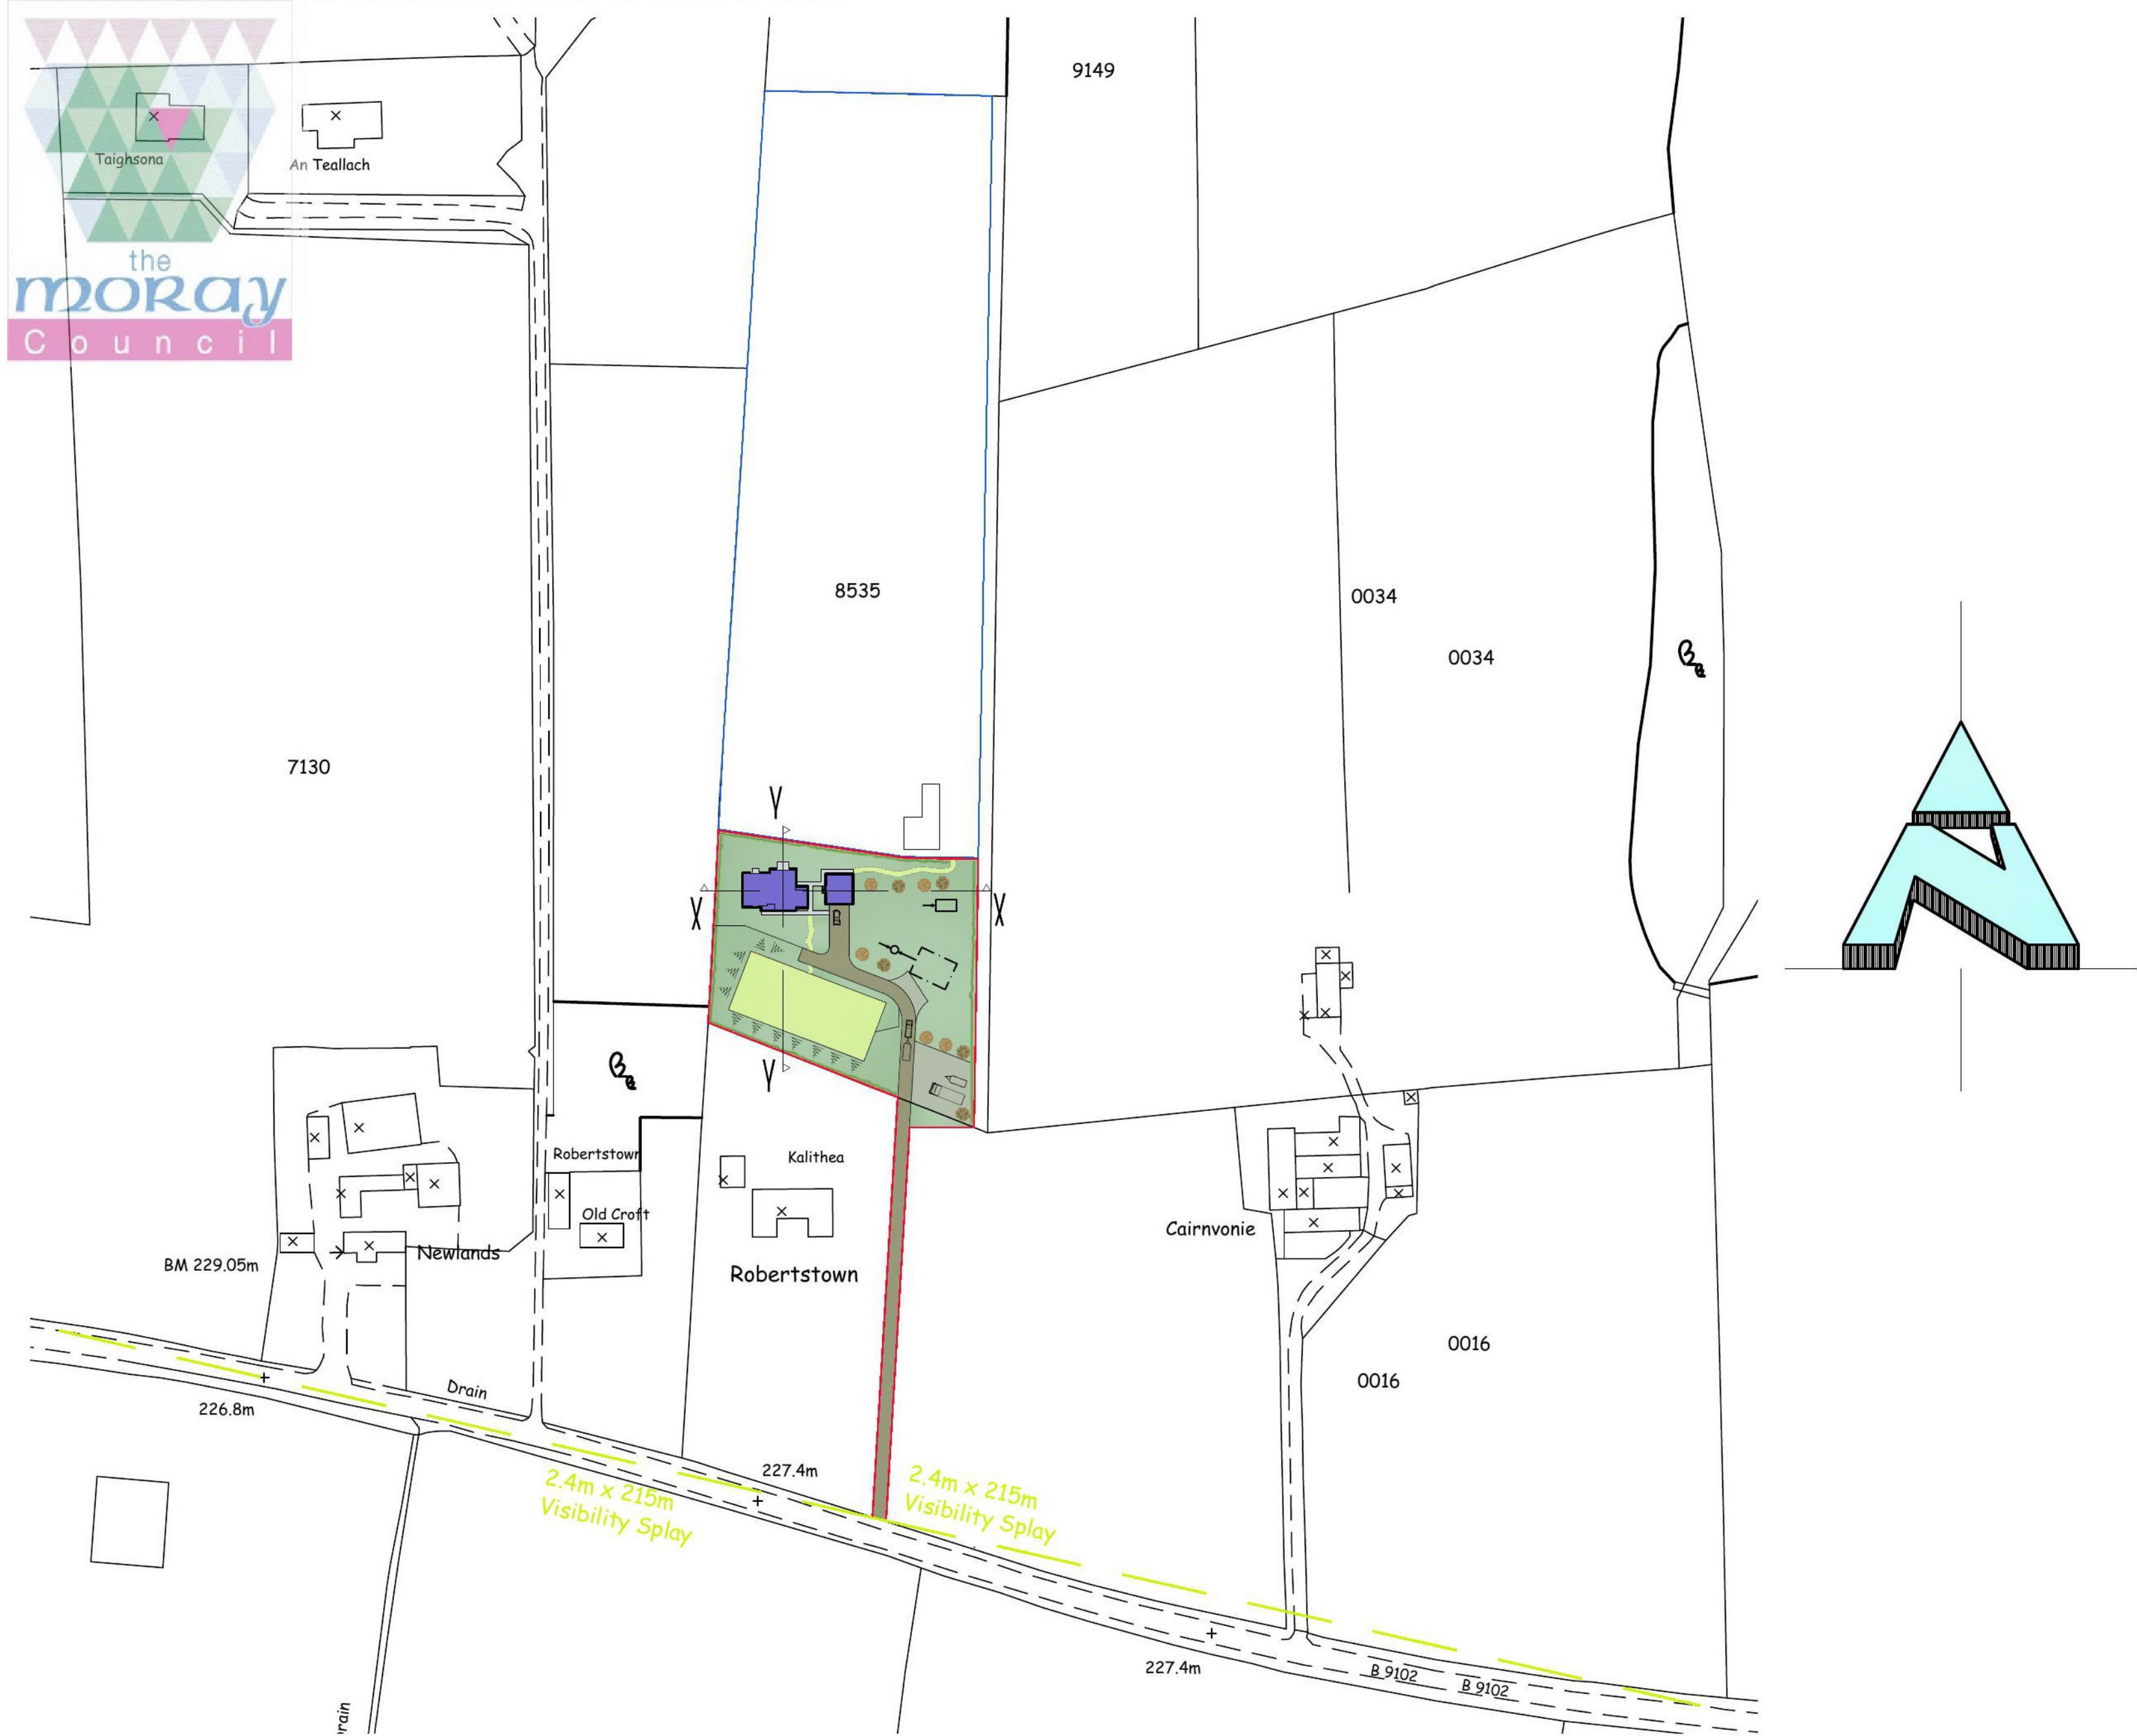 the
moray
Council
9149
Taighsona
An Teallach
8535
0034
0034
7130
Y
X
X
Y
N
Robertstown
Kalithea
Old Croft
Cairnvonie
Newlands
BM 229.05m
Robertstown
0016
0016
Drain
226.8m
227.4m
2.4m x 215m
Visibility Splay
2.4m x 215m
Visibility Splay
227.4m
B 9102
B 9102
rain